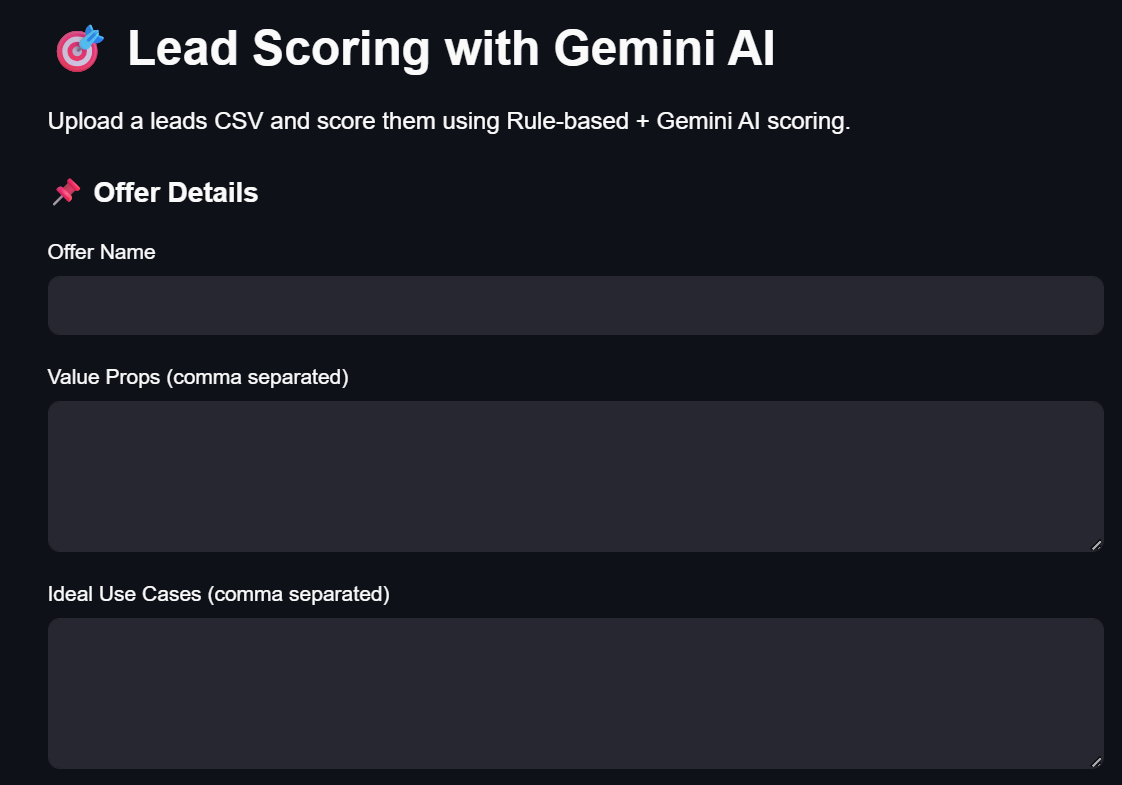 Lead Scoring with Gemini AI
Upload a leads CSV and score them using Rule-based + Gemini AI scoring.
Offer Details
Offer Name
Value Props (comma separated)
Ideal Use Cases (comma separated)